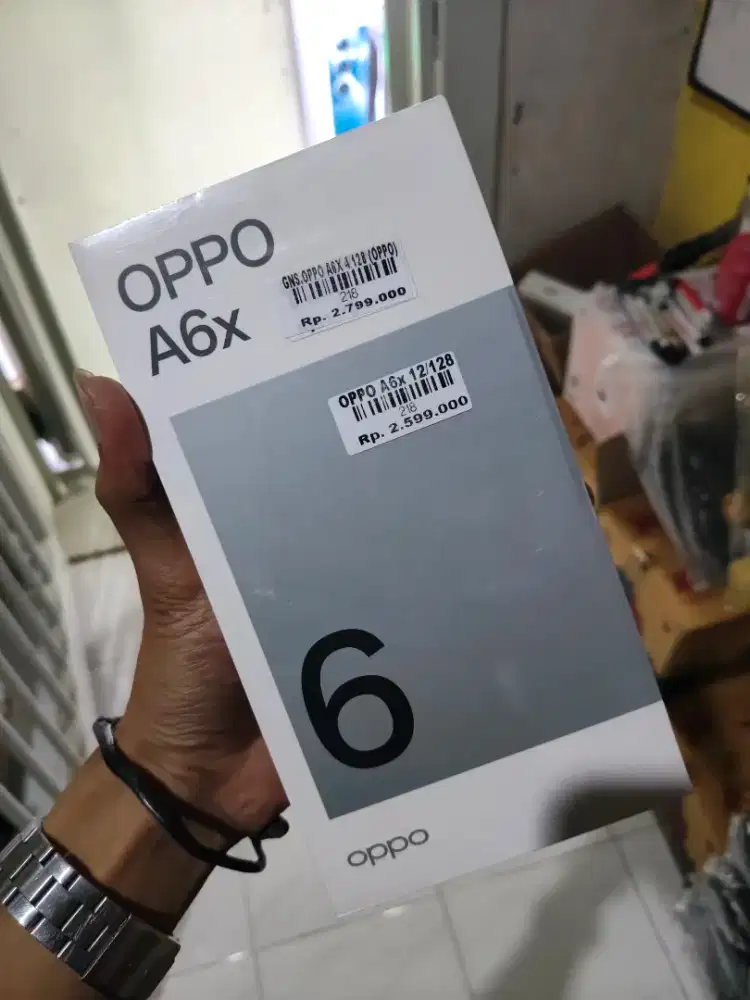 OPPO
A6x
GNS.OPPO A6X 4 128 (OPPO)
218
Rp. 2.799.000
OPPO A6x 12/128
218
Rp. 2.599.000
6
oppo